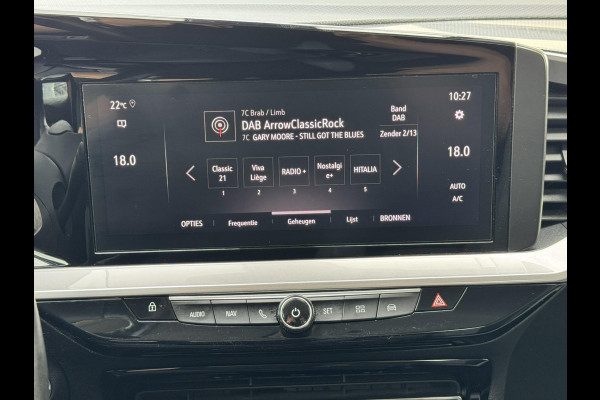 22°C
7C Brab / Limb
DAB ArrowClassicRock
7C GARY MOORE - STILL GOT THE BLUES
Band
DAB
Zender 2/13
10:27
18.0
18.0
Classic
21
Viva
Liège
RADIO +
Nostalgi
e+
HITALIA
1
2
3
4
5
AUTO
A/C
OPTIES
Frequentie
Geheugen
Lijst
BRONNEN
AUDIO
NAV
SET